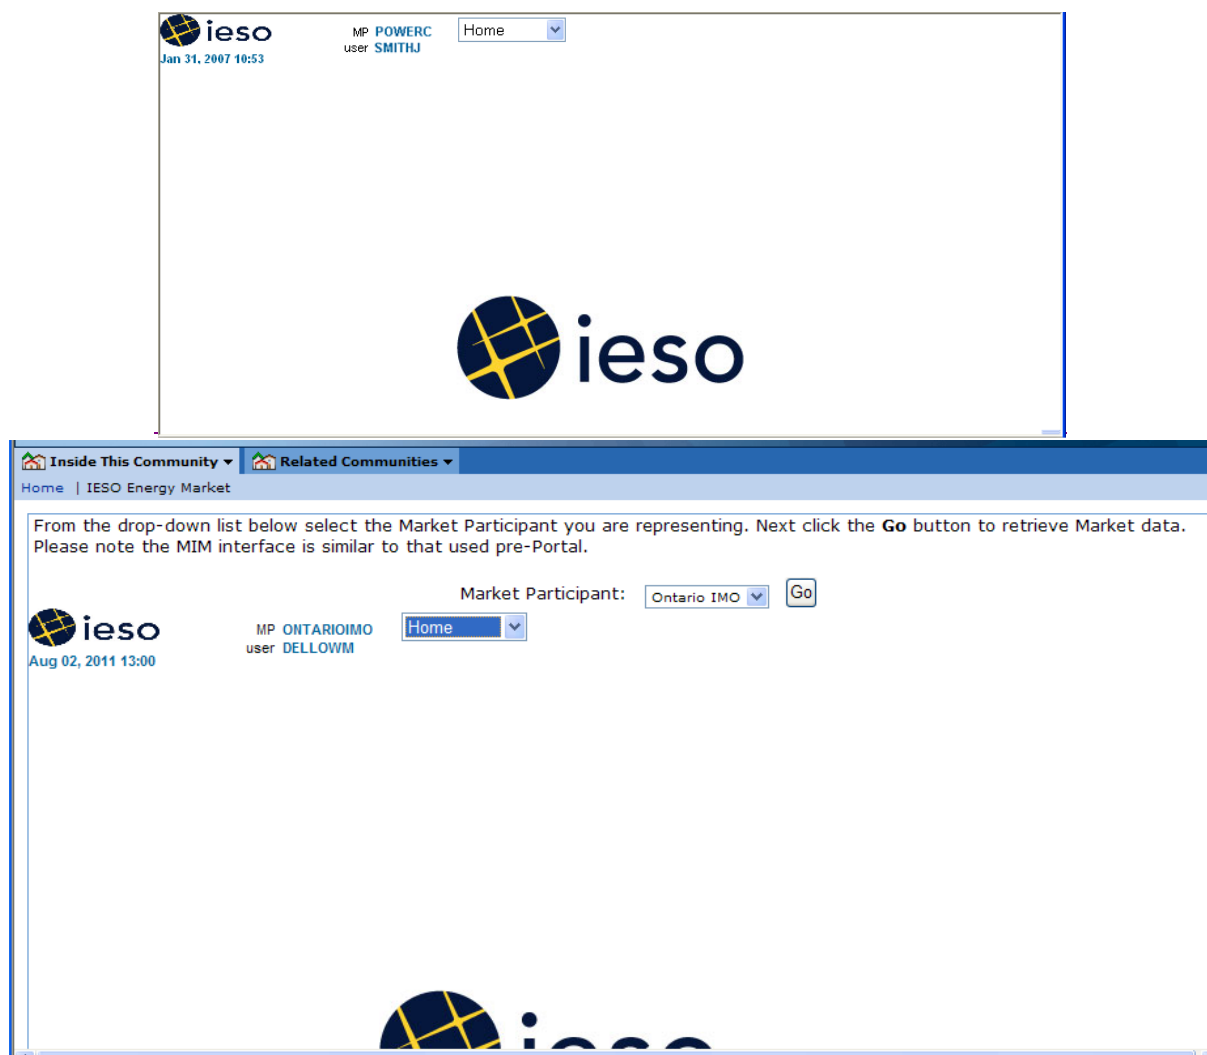 ieso
MP POWERC
Home
user SMITHJ
Jan 31, 2007 10:53
ieso
Inside This Community
Related Communities
Home | IESO Energy Market
From the drop-down list below select the Market Participant you are representing. Next click the Go button to retrieve Market data.
Please note the MIM interface is similar to that used pre-Portal.
Market Participant: Ontario IMO Go
ieso
MP ONTARIOIMO
Home
user DELLOWM
Aug 02, 2011 13:00
ieso